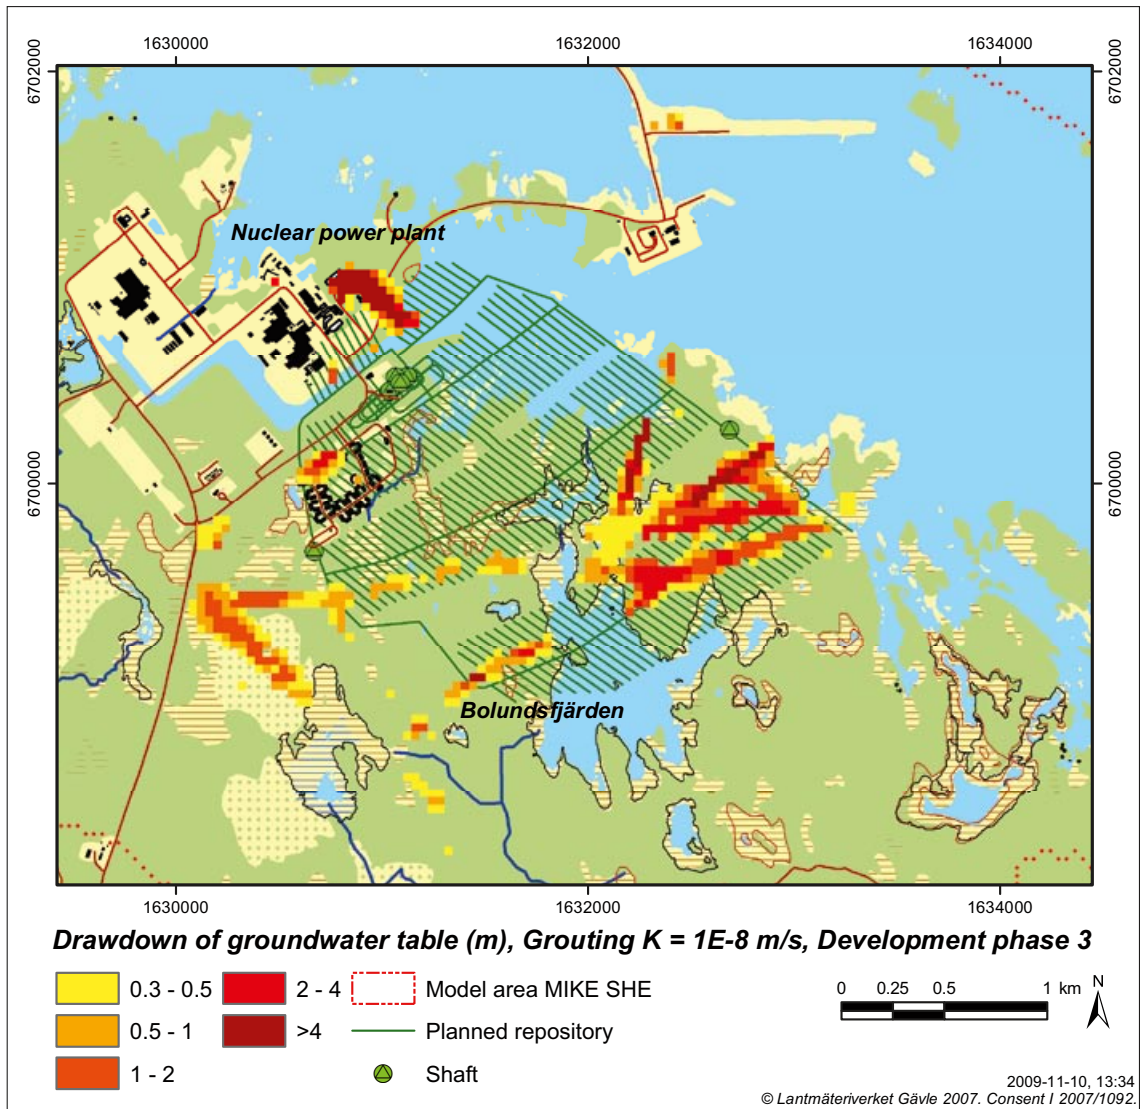 1630000 1632000 1634000
6702000 6702000
Nuclear power plant
6700000 6700000
Bolundsfjärden
1630000 1632000 1634000
Drawdown of groundwater table (m), Grouting K = 1E-8 m/s, Development phase 3
0.3 - 0.5 2 - 4 Model area MIKE SHE
0.5 - 1 >4 Planned repository
1 - 2 Shaft
0 0.25 0.5 1 km N
2009-11-10, 13:34
© Lantmäteriverket Gävle 2007. Consent I 2007/1092.